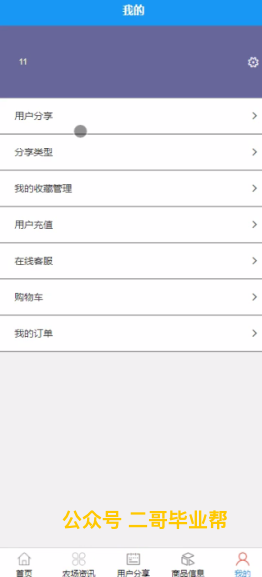 我的
11
用户分享
分享类型
我的收藏管理
用户充值
在线客服
购物车
我的订单
公众号 二哥毕业帮
首页 农场资讯 用户分享 商品信息 我的